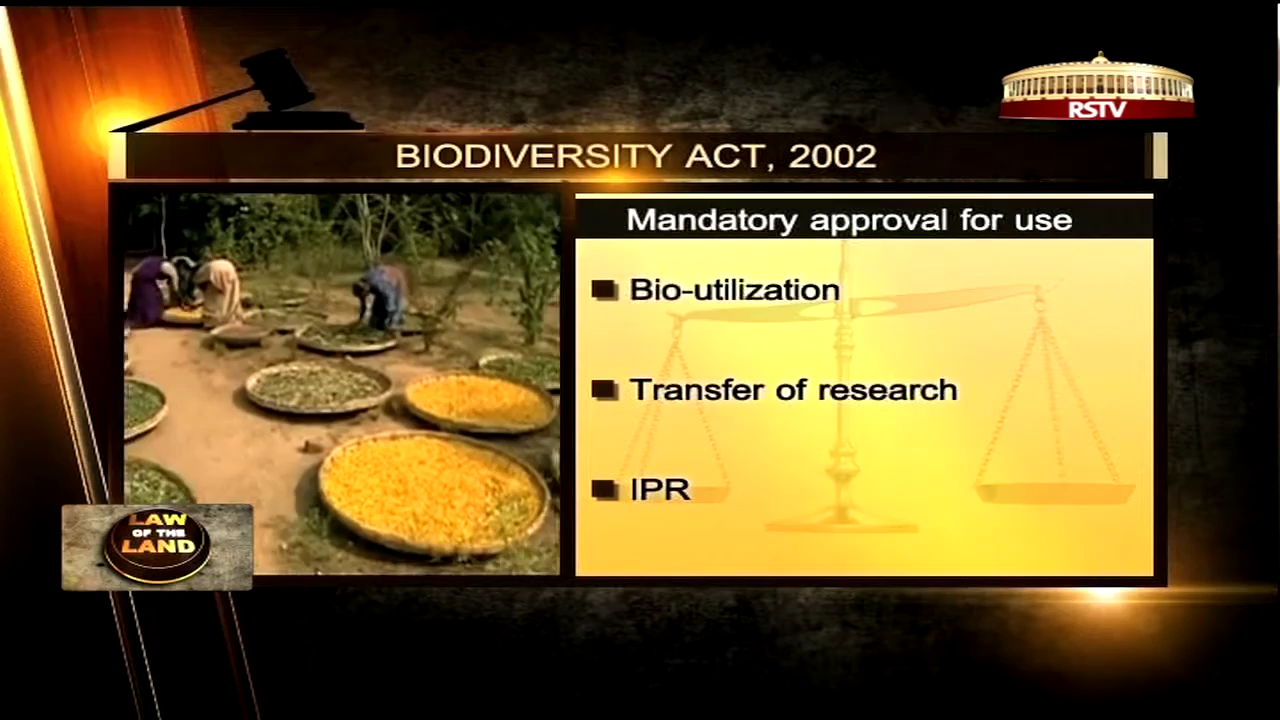 RSTV
BIODIVERSITY ACT, 2002
Mandatory approval for use
Bio-utilization
Transfer of research
IPR
LAW
OF THE
LAND